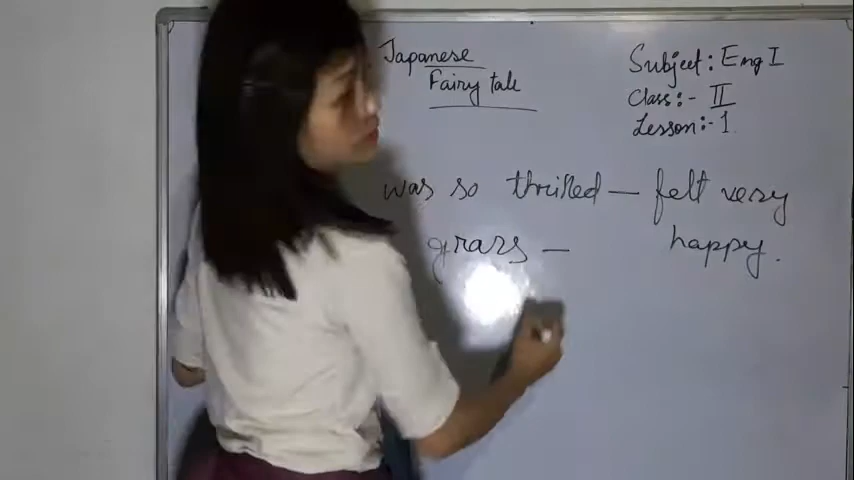 Japanese
Fairy tale
Subject: Eng I
Class:- II
Lesson:- 1.
was so thrilled — felt very
happy.
grass —